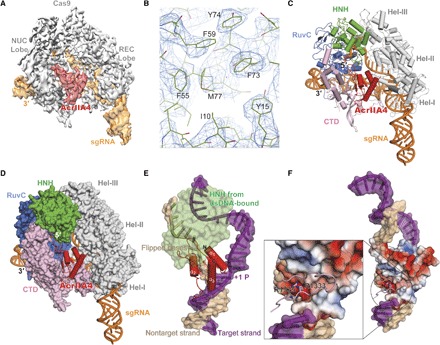 A
Cas9
NUC
Lobe
REC
Lobe
3'
AcrIIA4
sgRNA
B
Y74
F59
F73
F55
M77
Y15
I10
C
HNH
Hel-III
RuvC
Hel-II
3'
AcrIIA4
Hel-I
CTD
sgRNA
D
HNH
Hel-III
RuvC
Hel-II
3'
AcrIIA4
CTD
Hel-I
sgRNA
E
HNH from
dsDNA-bound
Flipped bases
+1 P
Nontarget strand
Target strand
F